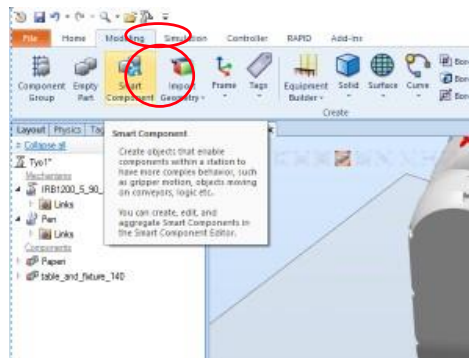 File Home Modeling Simulation Controller RAPID Add-Ins
Component Group
Empty Part
Smart Component
Import Geometry
Frame
Tags
Equipment Builder
Solid
Surface
Curve
Create
Layout Physics
Collapse all
Tyo1*
Mechanisms
IRB1200_5_90_
Links
Pen
Links
Components
Paperi
table_and_fixture_140
Smart Component
Create objects that enable
components within a station to
have more complex behavior, such
as gripper motion, objects moving
on conveyors, logic etc.
You can create, edit, and
aggregate Smart Components in
the Smart Component Editor.